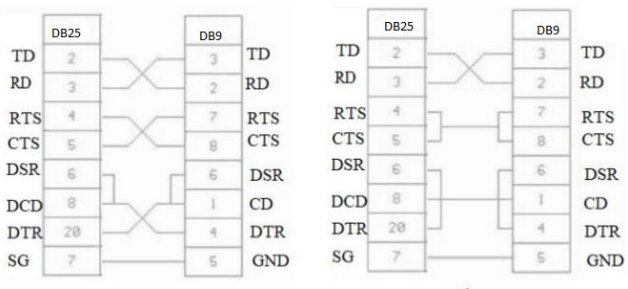 DB25 DB9
TD 2 3 TD
RD 3 2 RD
RTS 4 7 RTS
CTS 5 8 CTS
DSR 6 6 DSR
DCD 8 1 CD
DTR 20 4 DTR
SG 7 5 GND
DB25 DB9
TD 2 3 TD
RD 3 2 RD
RTS 4 7 RTS
CTS 5 8 CTS
DSR 6 6 DSR
DCD 8 1 CD
DTR 20 4 DTR
SG 7 5 GND